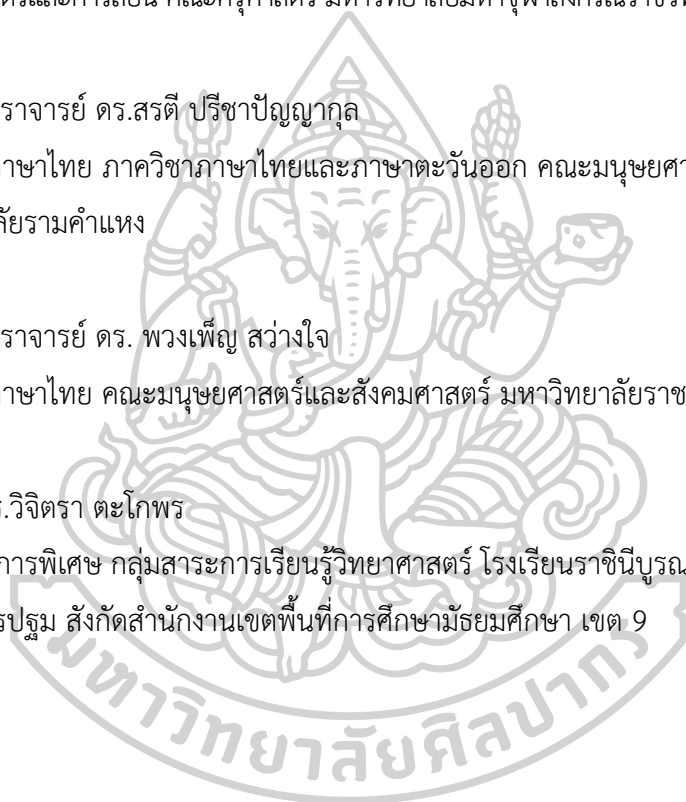 และการสอน คณะครุศาสตร์ มหาวิทยาลัยมหาจุฬาลงกรณราช
ราจารย์ ดร.สรตี ปรีชาปัญญากุล
ภาษาไทย ภาควิชาภาษาไทยและภาษาตะวันออก คณะมนุษยศา
ลัยรามคำแหง
ราจารย์ ดร. พวงเพ็ญ สว่างใจ
ภาษาไทย คณะมนุษยศาสตร์และสังคมศาสตร์ มหาวิทยาลัยราช
ร.วิจิตรา ตะโกพร
การพิเศษ กลุ่มสาระการเรียนรู้วิทยาศาสตร์ โรงเรียนราชินีบูรณ
รปฐม สังกัดสำนักงานเขตพื้นที่การศึกษามัธยมศึกษา เขต 9
มหาวิทยาลัยศิลปากร